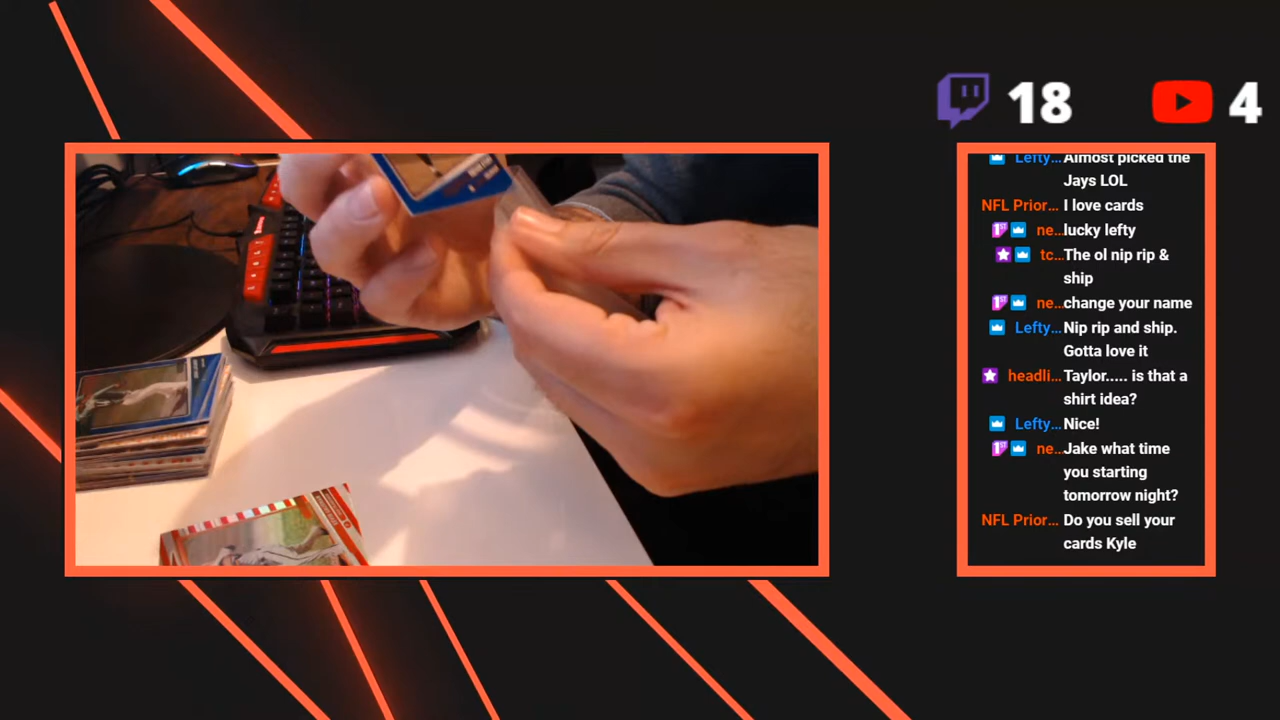 18
4
Lefty... Almost picked the
Jays LOL
NFL Prior... I love cards
ne... lucky lefty
tc... The ol nip rip &
ship
ne... change your name
Lefty... Nip rip and ship.
Gotta love it
headli... Taylor..... is that a
shirt idea?
Lefty... Nice!
ne... Jake what time
you starting
tomorrow night?
NFL Prior... Do you sell your
cards Kyle